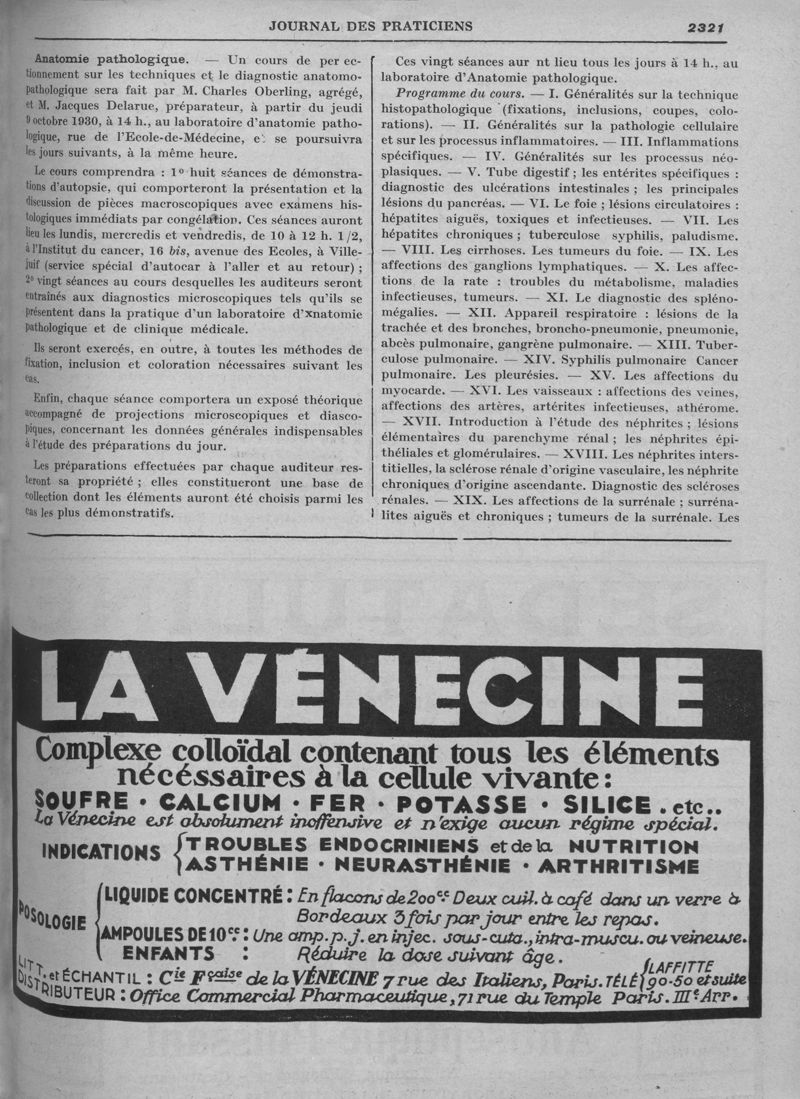 JOURNAL DES PRATICIENS
2321
Anatomie pathologique. — Un cours de per ec-
tionnement sur les techniques et le diagnostic anatomo-
pathologique sera fait par M. Charles Oberling, agrégé,
et M. Jacques Delarue, préparateur, à partir du jeudi
9 octobre 1930, à 14 h., au laboratoire d'anatomie patho-
logique, rue de l'Ecole-de-Médecine, et se poursuivra
les jours suivants, à la même heure.
Le cours comprendra : 1º huit séances de démonstra-
tions d'autopsie, qui comporteront la présentation et la
discussion de pièces macroscopiques avec examens his-
tologiques immédiats par congélation. Ces séances auront
lieu les lundis, mercredis et vendredis, de 10 à 12 h. 1/2,
à l'Institut du cancer, 16 bis, avenue des Ecoles, à Ville-
juif (service spécial d'autocar à l'aller et au retour) ;
2º vingt séances au cours desquelles les auditeurs seront
entraînés aux diagnostics microscopiques tels qu'ils se
présentent dans la pratique d'un laboratoire d'xnatomie
pathologique et de clinique médicale.
Ils seront exercés, en outre, à toutes les méthodes de
fixation, inclusion et coloration nécessaires suivant les
cas.
Enfin, chaque séance comportera un exposé théorique
accompagné de projections microscopiques et diasco-
piques, concernant les données générales indispensables
à l'étude des préparations du jour.
Les préparations effectuées par chaque auditeur res-
teront sa propriété ; elles constitueront une base de
collection dont les éléments auront été choisis parmi les
cas les plus démonstratifs.
Ces vingt séances aur nt lieu tous les jours à 14 h., au
laboratoire d'Anatomie pathologique.
Programme du cours. — I. Généralités sur la technique
histopathologique (fixations, inclusions, coupes, colo-
rations). — II. Généralités sur la pathologie cellulaire
et sur les processus inflammatoires. — III. Inflammations
spécifiques. — IV. Généralités sur les processus néo-
plasiques. — V. Tube digestif ; les entérites spécifiques :
diagnostic des ulcérations intestinales ; les principales
lésions du pancréas. — VI. Le foie ; lésions circulatoires :
hépatites aiguës, toxiques et infectieuses. — VII. Les
hépatites chroniques ; tuberculose syphilis, paludisme.
— VIII. Les cirrhoses. Les tumeurs du foie. — IX. Les
affections des ganglions lymphatiques. — X. Les affec-
tions de la rate : troubles du métabolisme, maladies
infectieuses, tumeurs. — XI. Le diagnostic des spléno-
mégalies. — XII. Appareil respiratoire : lésions de la
trachée et des bronches, broncho-pneumonie, pneumonie,
abcès pulmonaire, gangrène pulmonaire. — XIII. Tuber-
culose pulmonaire. — XIV. Syphilis pulmonaire Cancer
pulmonaire. Les pleurésies. — XV. Les affections du
myocarde. — XVI. Les vaisseaux : affections des veines,
affections des artères, artérites infectieuses, athérome.
— XVII. Introduction à l'étude des néphrites ; lésions
élémentaires du parenchyme rénal ; les néphrites épi-
théliales et glomérulaires. — XVIII. Les néphrites inters-
titielles, la sclérose rénale d'origine vasculaire, les néphrite
chroniques d'origine ascendante. Diagnostic des scléroses
rénales. — XIX. Les affections de la surrénale ; surréna-
lites aiguës et chroniques ; tumeurs de la surrénale. Les
LA VÉNECINE
Complexe colloïdal contenant tous les éléments
nécéssaires à la cellule vivante :
SOUFRE · CALCIUM · FER · POTASSE · SILICE . etc..
La Vénecine est absolument inoffensive et n'exige aucun régime spécial.
INDICATIONS
TROUBLES ENDOCRINIENS et de la NUTRITION
ASTHÉNIE · NEURASTHÉNIE · ARTHRITISME
POSOLOGIE
LIQUIDE CONCENTRÉ : En flacons de 200cc. Deux cuil. à café dans un verre à
Bordeaux 3 fois par jour entre les repas.
AMPOULES DE 10cc : Une amp. p. j. en injec. sous-cuta., intra-muscu. ou veineuse.
ENFANTS : Réduire la dose suivant âge.
LITT. et ÉCHANTIL : Cie Fçaise de la VÉNECINE 7 rue des Italiens, Paris. TÉLÉ LAFFITTE 90-50 et suite
DISTRIBUTEUR : Office Commercial Pharmaceutique, 71 rue du Temple Paris. IIIe Arr.